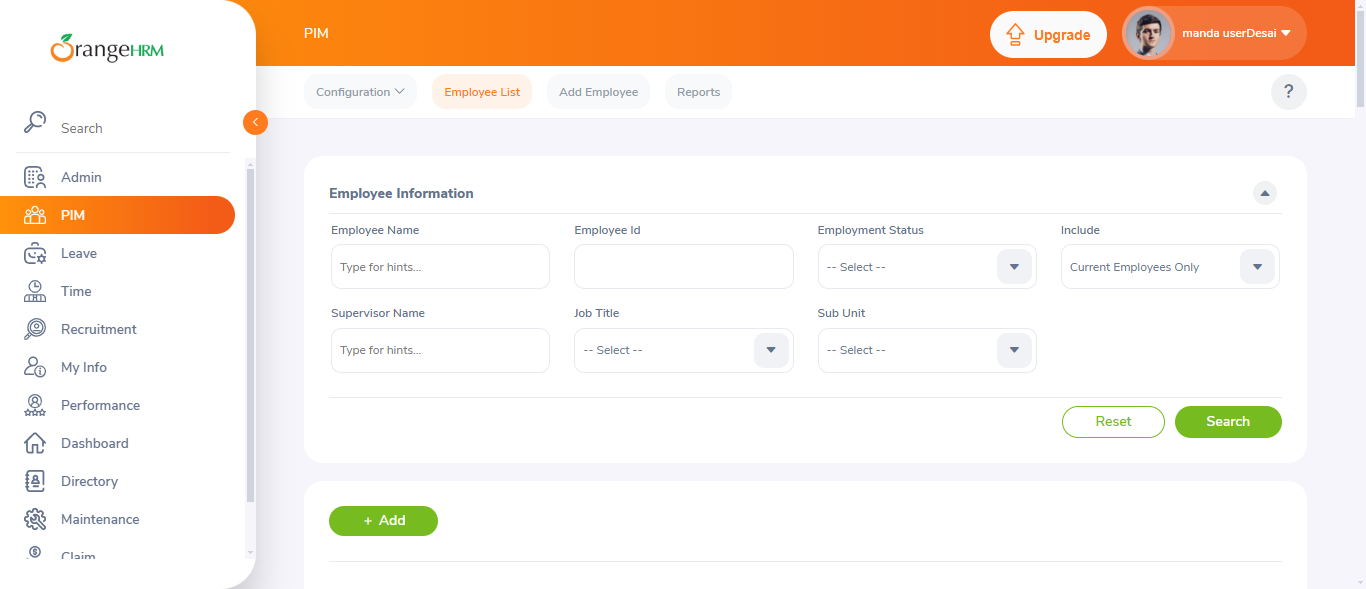 OrangeHRM
PIM
Upgrade
manda userDesai
Configuration
Employee List
Add Employee
Reports
?
Search
Admin
PIM
Leave
Time
Recruitment
My Info
Performance
Dashboard
Directory
Maintenance
Claim
Employee Information
Employee Name
Employee Id
Employment Status
Include
Type for hints...
-- Select --
Current Employees Only
Supervisor Name
Job Title
Sub Unit
Type for hints...
-- Select --
-- Select --
Reset
Search
+ Add